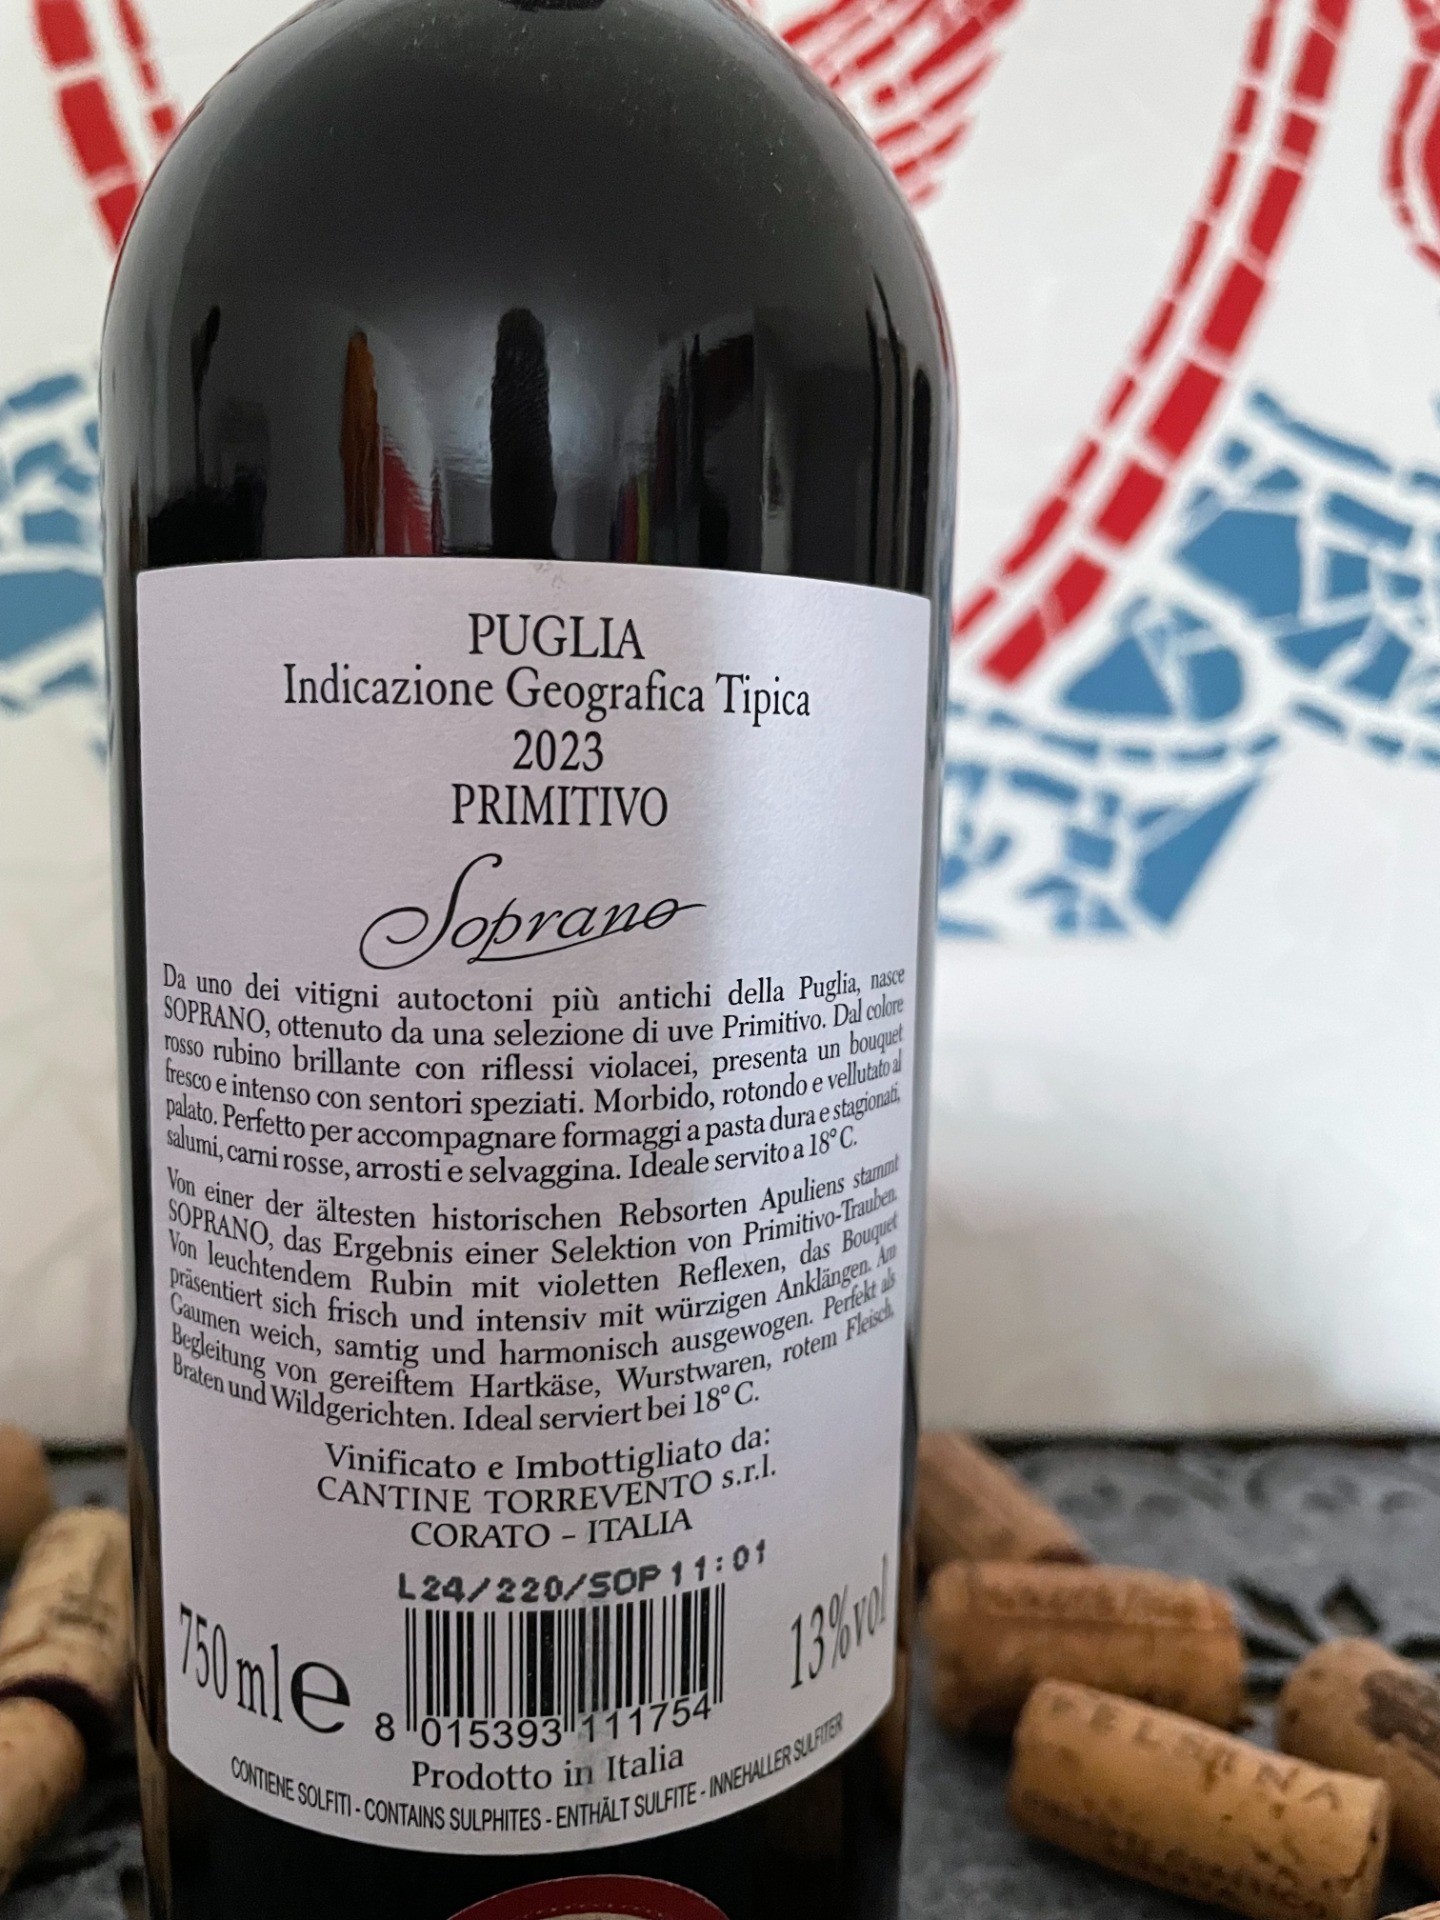 PUGLIA
Indicazione Geografica Tipica
2023
PRIMITIVO
Soprano
Da uno dei vitigni autoctoni più antichi della Puglia, nasce
SOPRANO, ottenuto da una selezione di uve Primitivo. Dal colore
rosso rubino brillante con riflessi violacei, presenta un bouquet
fresco e intenso con sentori speziati. Morbido, rotondo e vellutato al
palato. Perfetto per accompagnare formaggi a pasta dura e stagionati,
salumi, carni rosse, arrosti e selvaggina. Ideale servito a 18° C.
Von einer der ältesten historischen Rebsorten Apuliens stammt
SOPRANO, das Ergebnis einer Selektion von Primitivo-Trauben.
Von leuchtendem Rubin mit violetten Reflexen, das Bouquet
präsentiert sich frisch und intensiv mit würzigen Anklängen. Am
Gaumen weich, samtig und harmonisch ausgewogen. Perfekt als
Begleitung von gereiftem Hartkäse, Wurstwaren, rotem Fleisch,
Braten und Wildgerichten. Ideal serviert bei 18° C.
Vinificato e Imbottigliato da:
CANTINE TORREVENTO s.r.l.
CORATO - ITALIA
L24/220/SOP 11:01
750 ml e
13% vol
8 015393 111754
Prodotto in Italia
CONTIENE SOLFITI - CONTAINS SULPHITES - ENTHÄLT SULFITE - INNEHALLER SULFITER
FELSINA